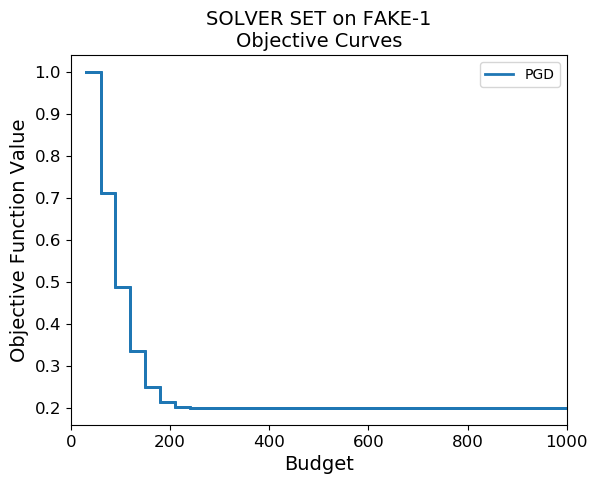 SOLVER SET on FAKE-1
Objective Curves
PGD
Objective Function Value
1.0
0.9
0.8
0.7
0.6
0.5
0.4
0.3
0.2
0 200 400 600 800 1000
Budget